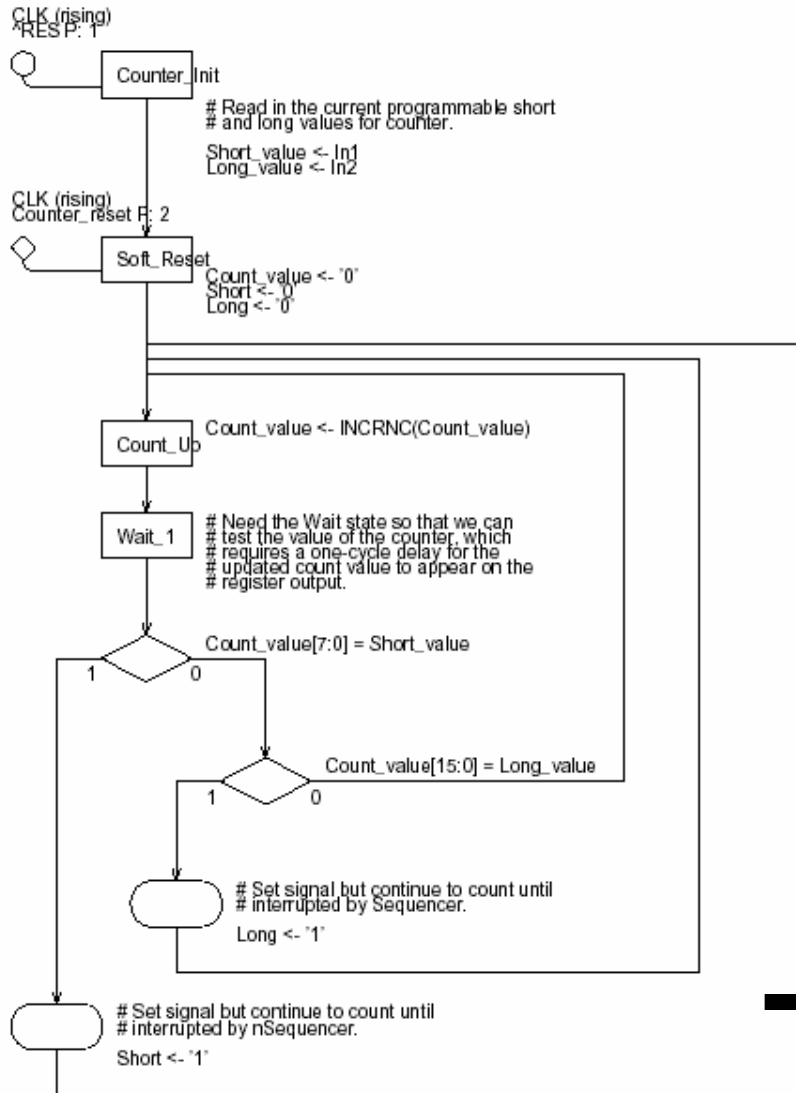 CLK (rising)
^RES P: 1
Counter_Init
# Read in the current programmable short
# and long values for counter.
Short_value <- In1
Long_value <- In2
CLK (rising)
Counter_reset P: 2
Soft_Reset
Count_value <- '0'
Short <- '0'
Long <- '0'
Count_Up
Count_value <- INCRNC(Count_value)
Wait_1
# Need the Wait state so that we can
# test the value of the counter, which
# requires a one-cycle delay for the
# updated count value to appear on the
# register output.
Count_value[7:0] = Short_value
1
0
Count_value[15:0] = Long_value
1
0
# Set signal but continue to count until
# interrupted by Sequencer.
Long <- '1'
# Set signal but continue to count until
# interrupted by nSequencer.
Short <- '1'